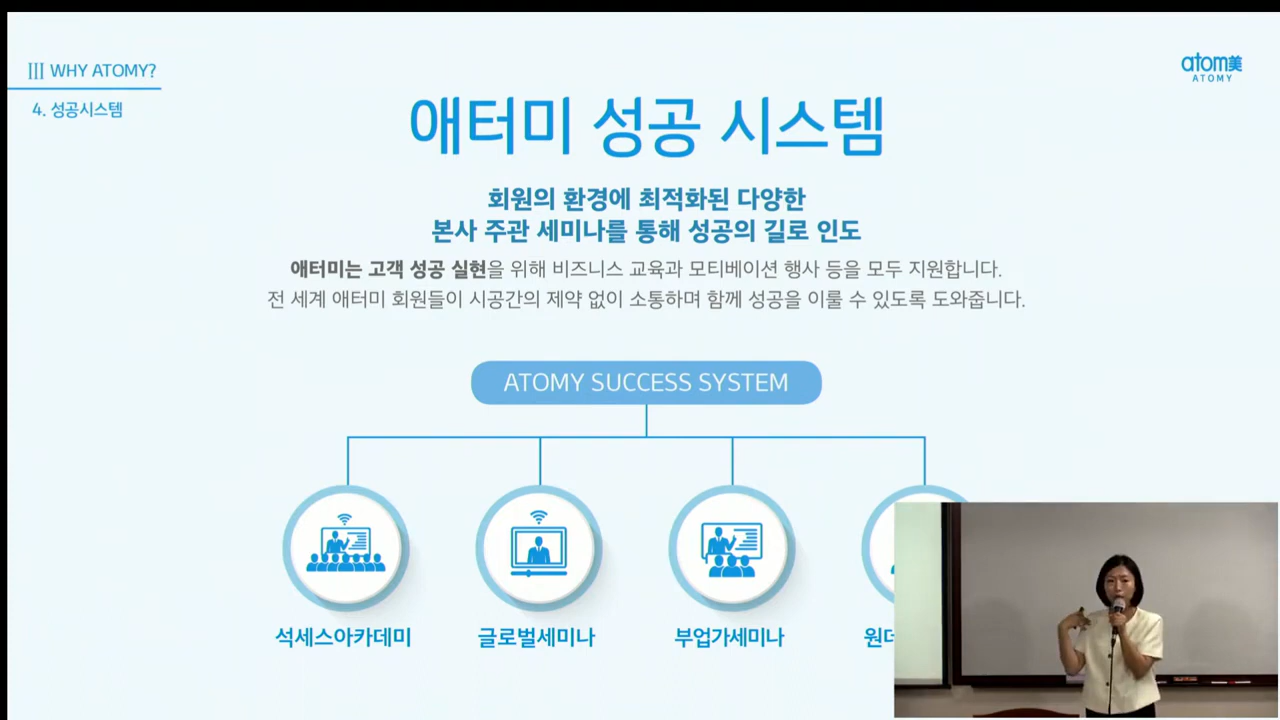 III WHY ATOMY?
4. 성공시스템
atom美
ATOMY
애터미 성공 시스템
회원의 환경에 최적화된 다양한
본사 주관 세미나를 통해 성공의 길로 인도
애터미는 고객 성공 실현을 위해 비즈니스 교육과 모티베이션 행사 등을 모두 지원합니다.
전 세계 애터미 회원들이 시공간의 제약 없이 소통하며 함께 성공을 이룰 수 있도록 도와줍니다.
ATOMY SUCCESS SYSTEM
석세스아카데미
글로벌세미나
부업가세미나